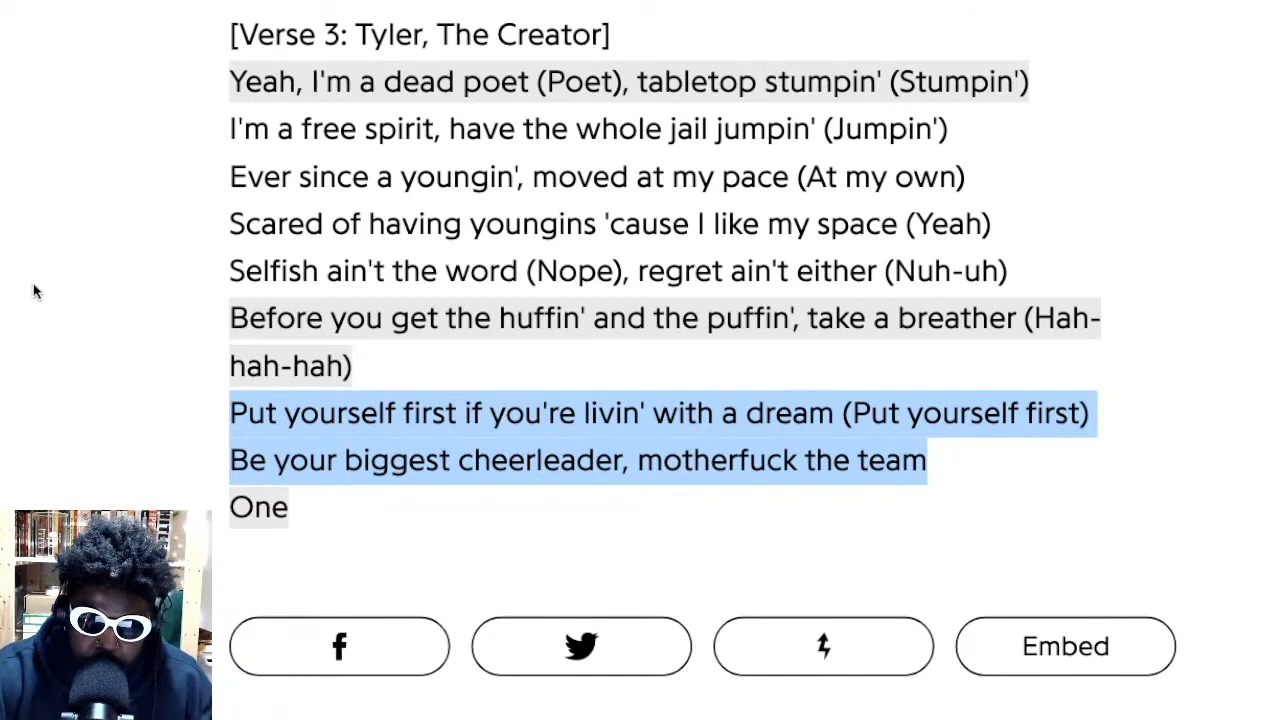 [Verse 3: Tyler, The Creator]
Yeah, I'm a dead poet (Poet), tabletop stumpin' (Stumpin')
I'm a free spirit, have the whole jail jumpin' (Jumpin')
Ever since a youngin', moved at my pace (At my own)
Scared of having youngins 'cause I like my space (Yeah)
Selfish ain't the word (Nope), regret ain't either (Nuh-uh)
Before you get the huffin' and the puffin', take a breather (Hah-
hah-hah)
Put yourself first if you're livin' with a dream (Put yourself first)
Be your biggest cheerleader, motherfuck the team
One
Embed